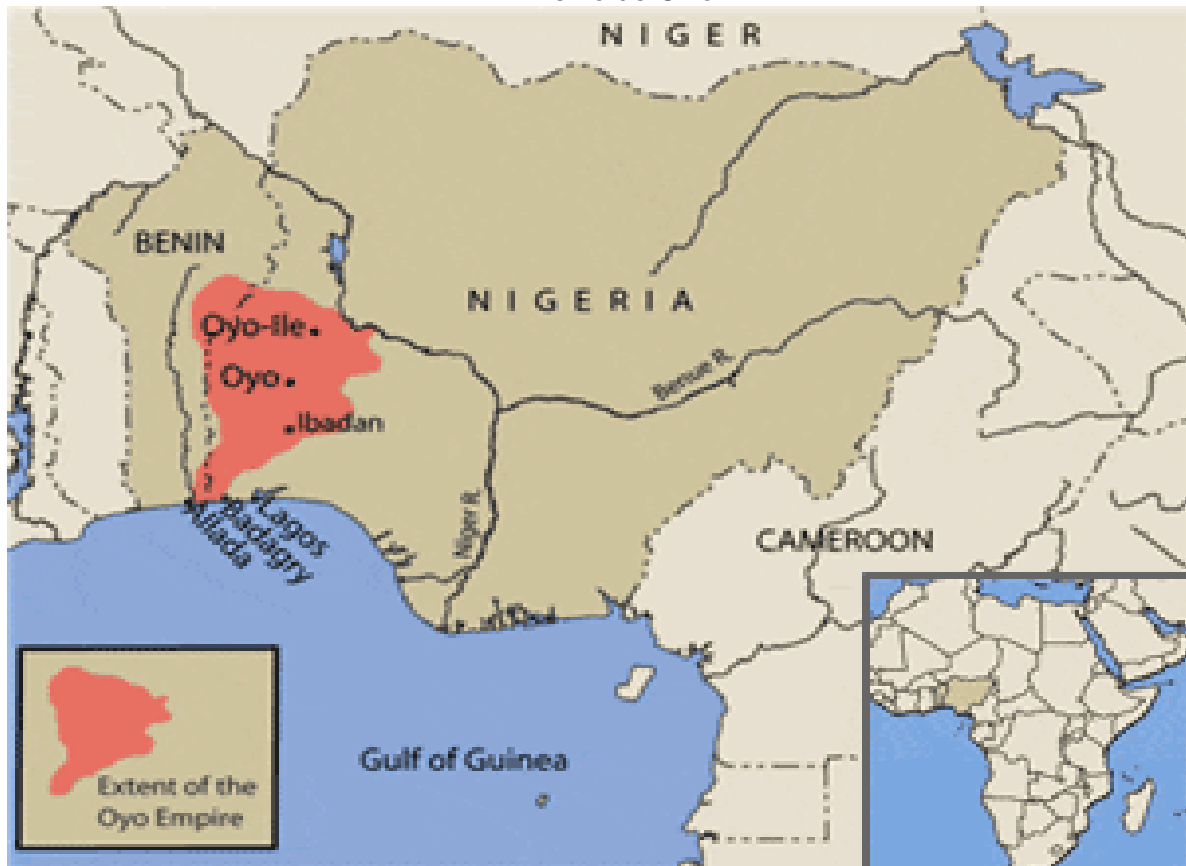 NIGER
BENIN
NIGERIA
Oyo-Ile
Benue R.
Oyo
Ibadan
Lagos
Badagry
Allada
Niger R.
CAMEROON
Gulf of Guinea
Extent of the
Oyo Empire